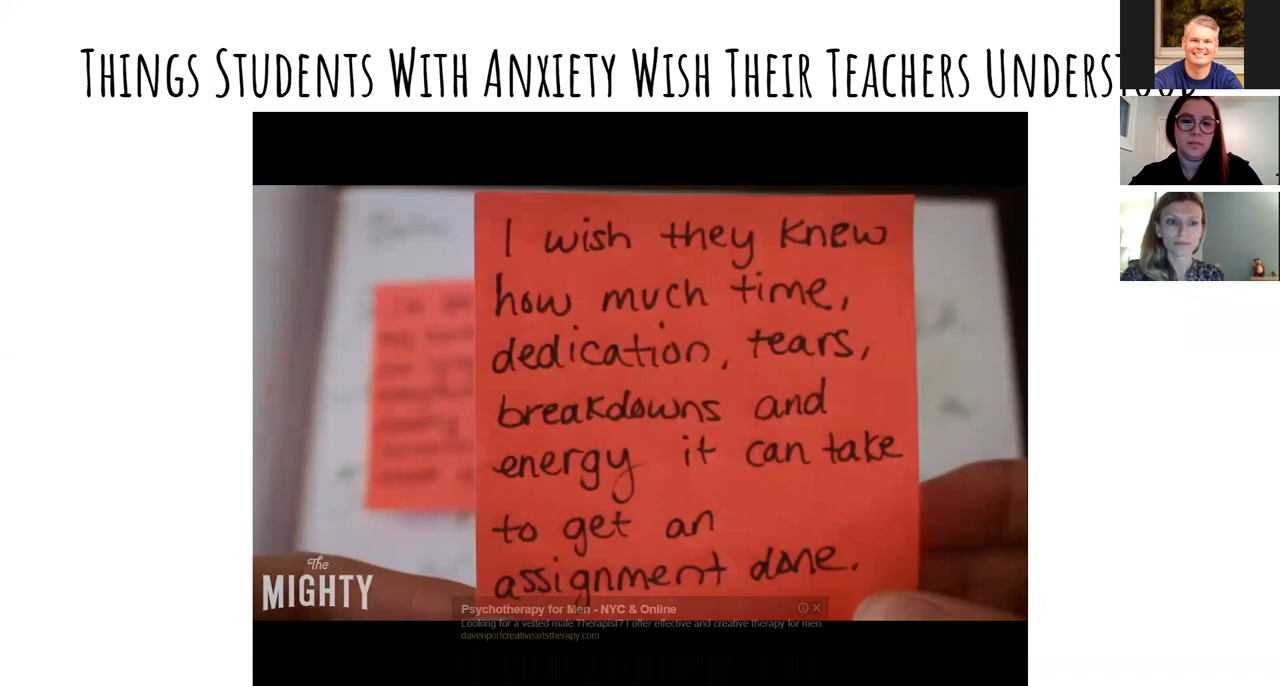 THINGS STUDENTS WITH ANXIETY WISH THEIR TEACHERS UNDERSTOOD
I wish they knew
how much time,
dedication, tears,
breakdowns and
energy it can take
to get an
assignment done.
The
MIGHTY
Psychotherapy for Men - NYC & Online
Looking for a vetted male Therapist? I offer effective and creative therapy for men.
davenportcreativeartstherapy.com